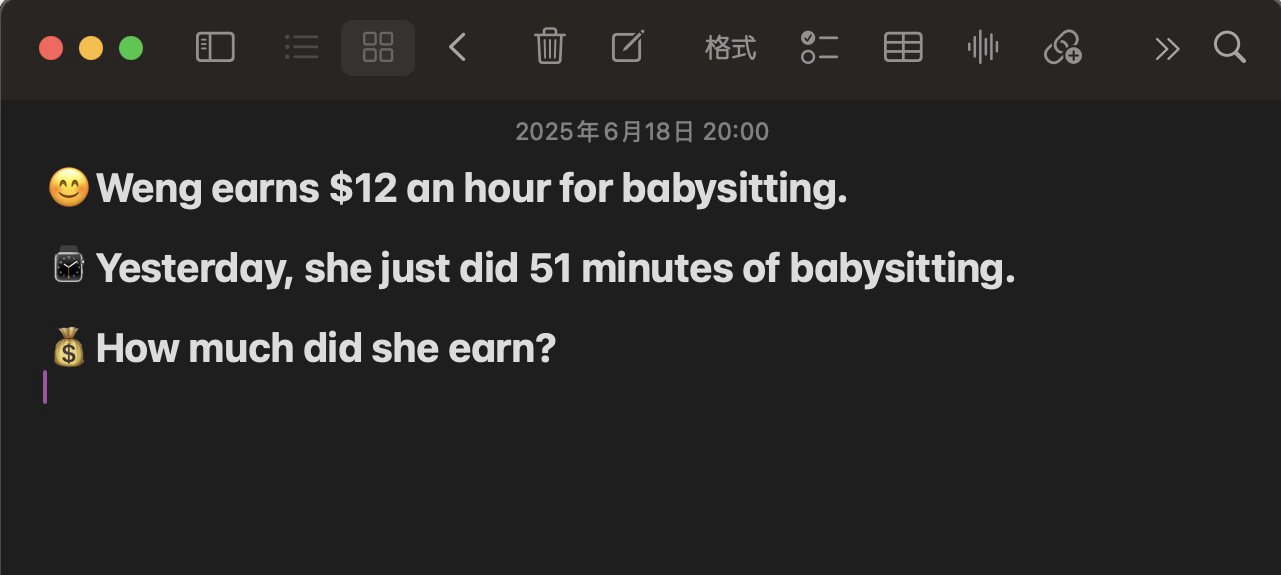 格式
2025年6月18日 20:00
😊 Weng earns $12 an hour for babysitting.
⌚ Yesterday, she just did 51 minutes of babysitting.
💰 How much did she earn?